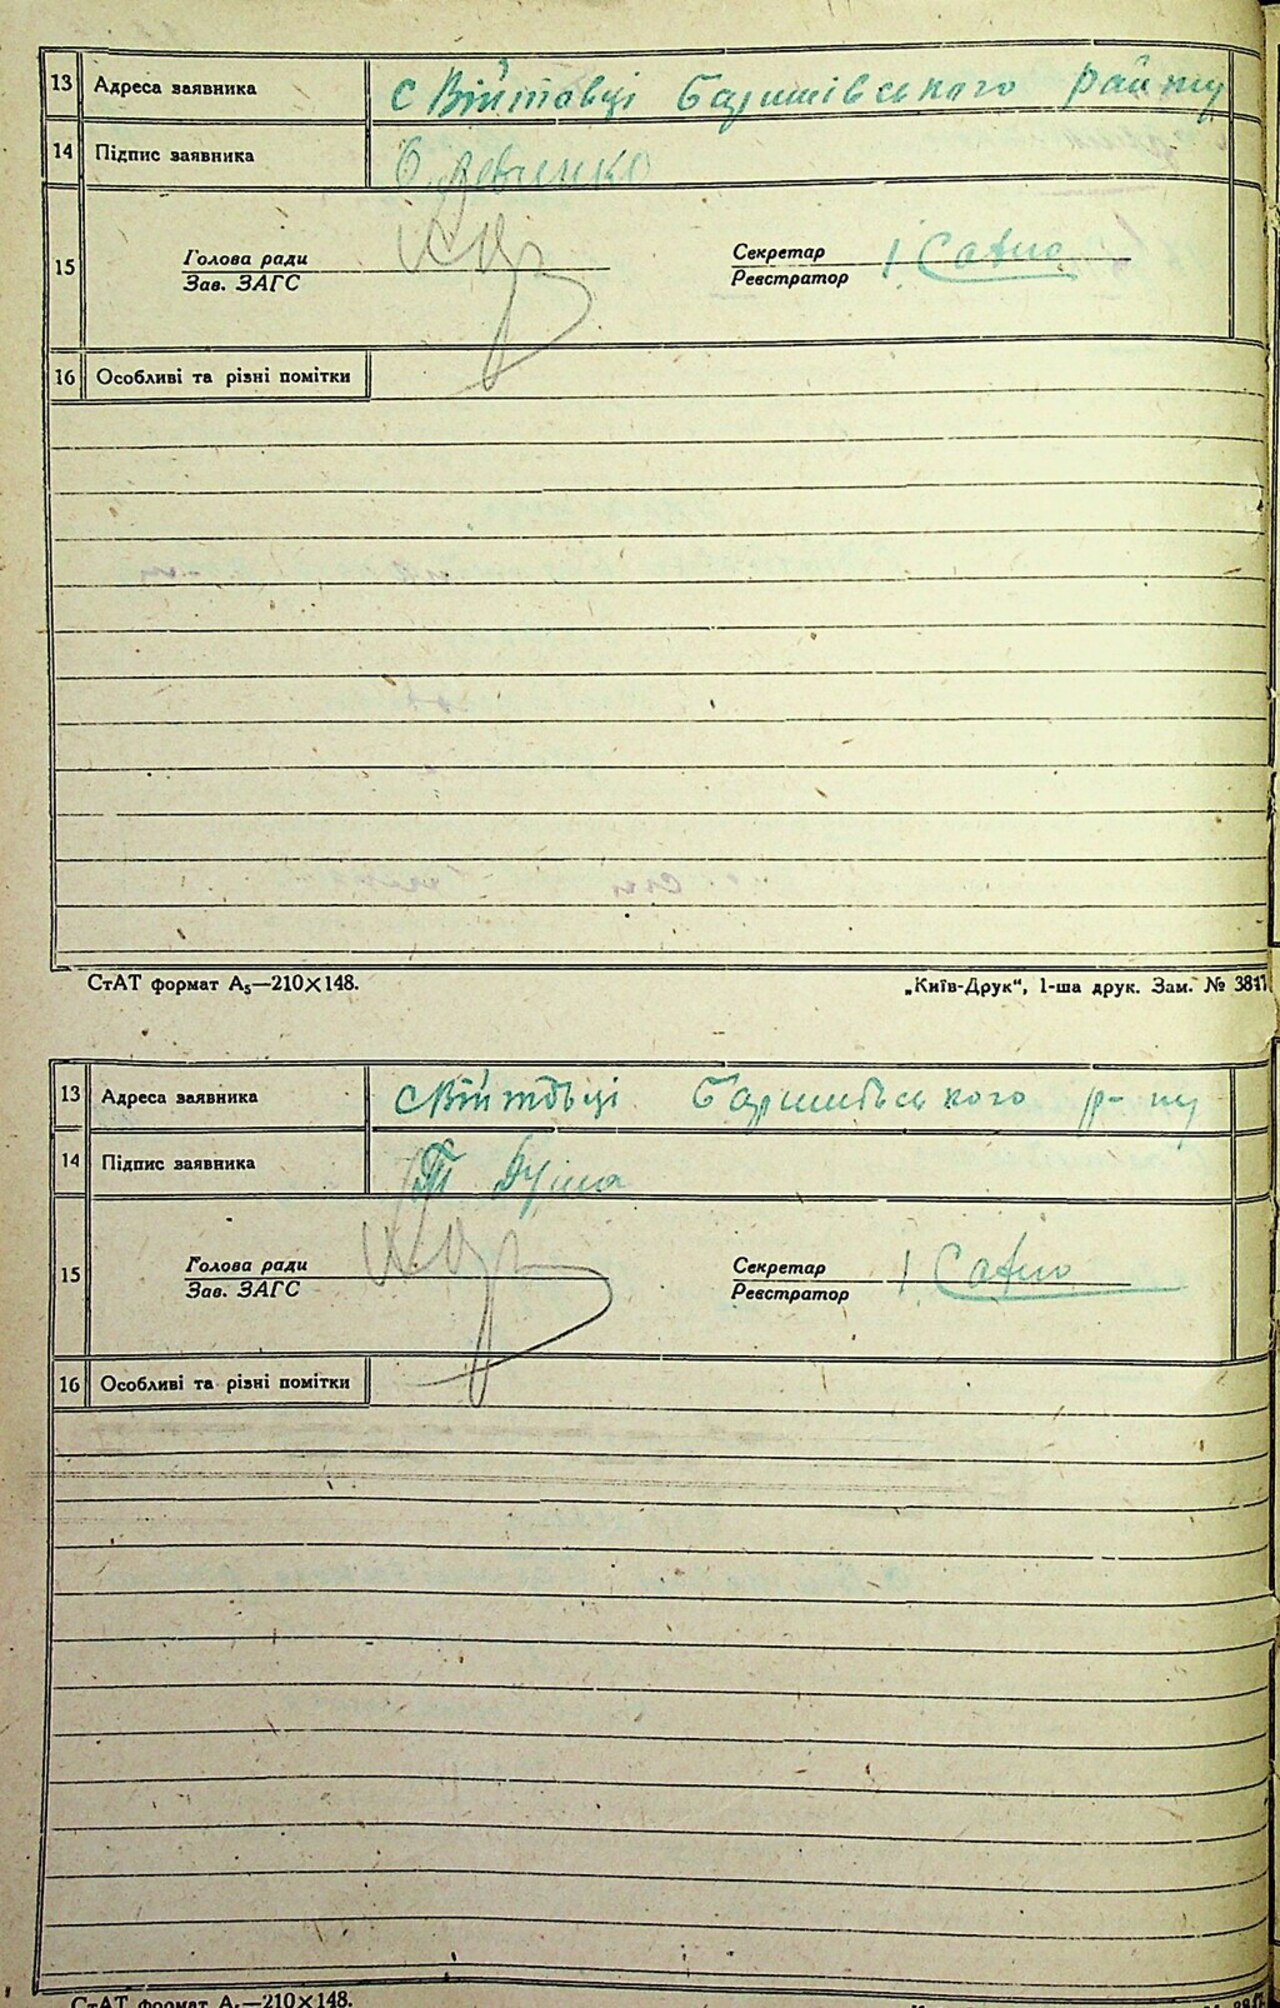 13 Адреса заявника с Війтовці Баришівського району
14 Підпис заявника
15 Голова ради Секретар
Зав. ЗАГС Реєстратор
16 Особливі та різні помітки
СтАТ формат А₅—210×148. „Київ-Друк“, 1-ша друк. Зам. № 3817
13 Адреса заявника с Війтовці Баришівського р-ну
14 Підпис заявника Т
15 Голова ради Секретар
Зав. ЗАГС Реєстратор
16 Особливі та різні помітки
СтАТ формат А₅—210×148.